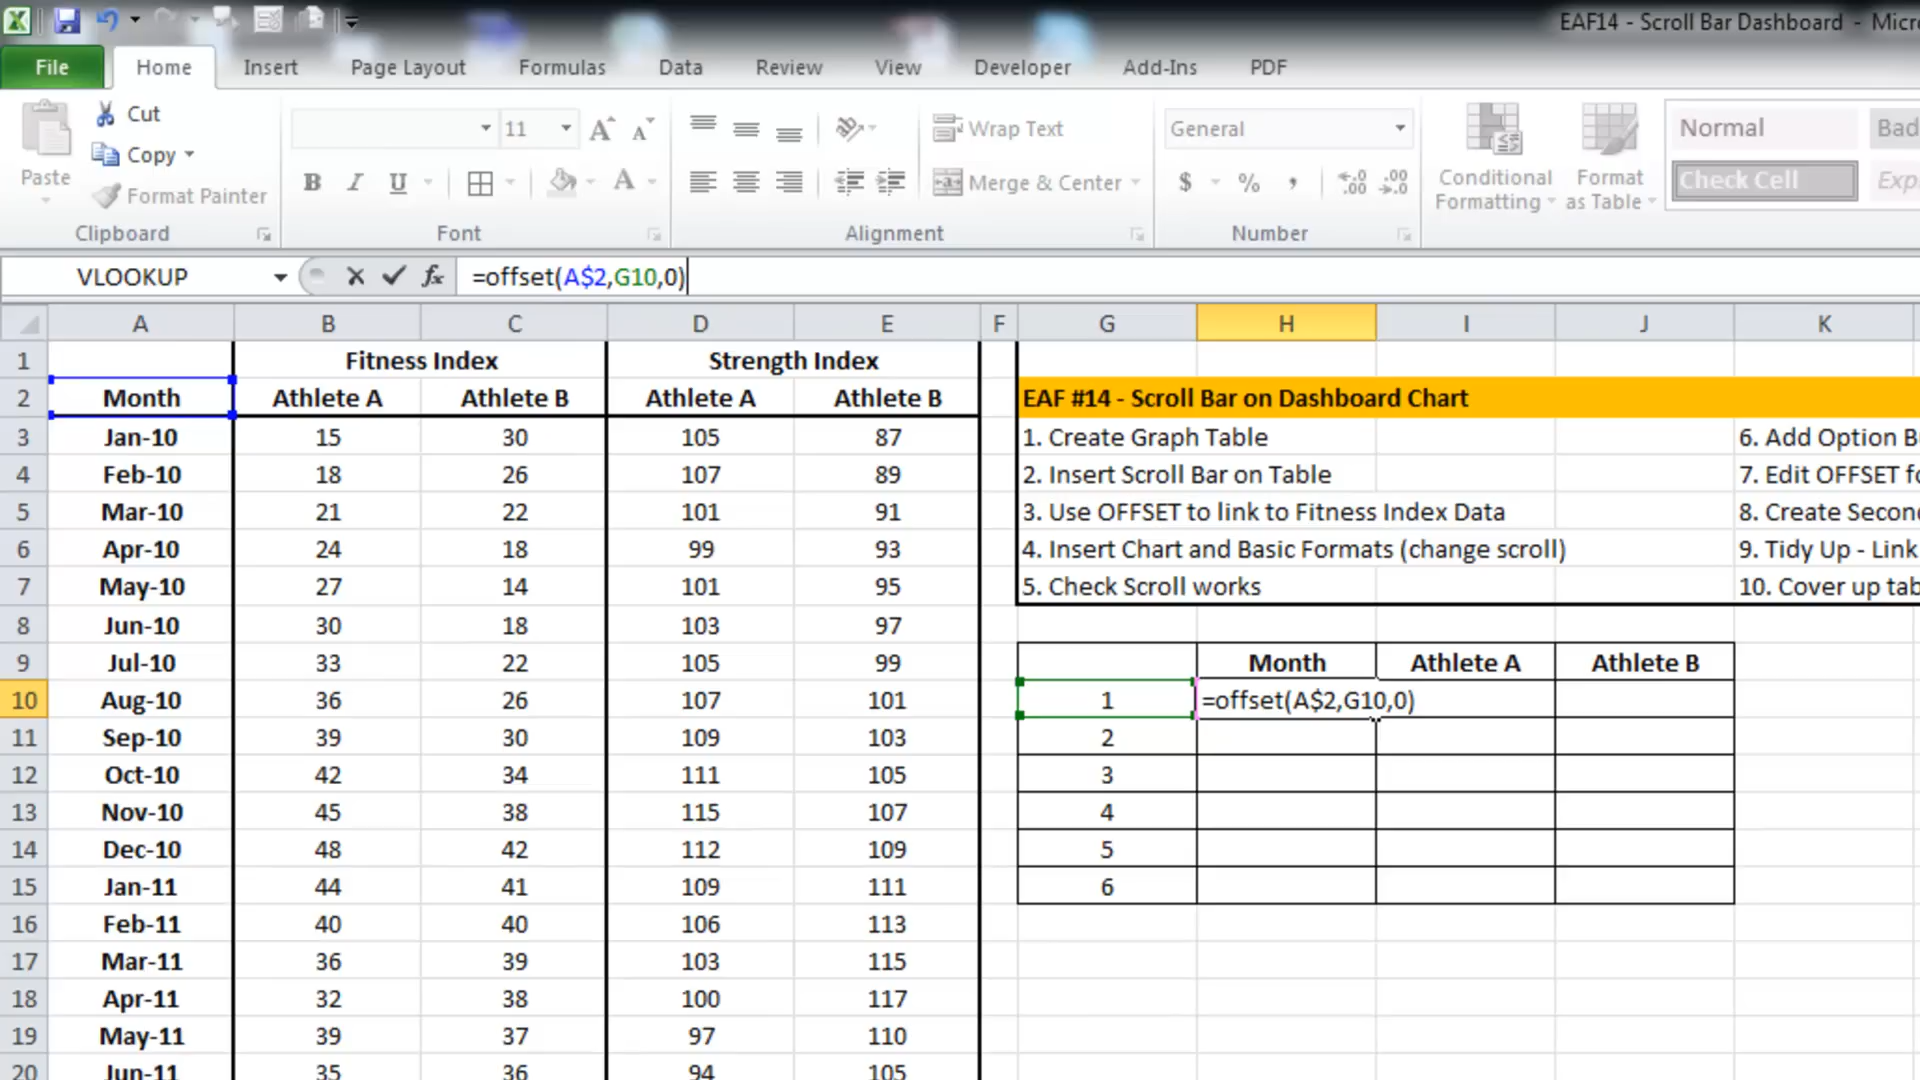 EAF14 - Scroll Bar Dashboard - Micro
File Home Insert Page Layout Formulas Data Review View Developer Add-Ins PDF
Paste
Cut
Copy
Format Painter
Clipboard
11 A A
B I U A
Font
Wrap Text
Merge & Center
Alignment
General
$ % , .0 .00 .00 .0
Number
Conditional Formatting
Format as Table
Normal Bad
Check Cell Exp
VLOOKUP fx =offset(A$2,G10,0)
A B C D E F G H I J K
1 Fitness Index Strength Index
2 Month Athlete A Athlete B Athlete A Athlete B EAF #14 - Scroll Bar on Dashboard Chart
3 Jan-10 15 30 105 87 1. Create Graph Table 6. Add Option B
4 Feb-10 18 26 107 89 2. Insert Scroll Bar on Table 7. Edit OFFSET fo
5 Mar-10 21 22 101 91 3. Use OFFSET to link to Fitness Index Data 8. Create Secon
6 Apr-10 24 18 99 93 4. Insert Chart and Basic Formats (change scroll) 9. Tidy Up - Link
7 May-10 27 14 101 95 5. Check Scroll works 10. Cover up tab
8 Jun-10 30 18 103 97
9 Jul-10 33 22 105 99 Month Athlete A Athlete B
10 Aug-10 36 26 107 101 1 =offset(A$2,G10,0)
11 Sep-10 39 30 109 103 2
12 Oct-10 42 34 111 105 3
13 Nov-10 45 38 115 107 4
14 Dec-10 48 42 112 109 5
15 Jan-11 44 41 109 111 6
16 Feb-11 40 40 106 113
17 Mar-11 36 39 103 115
18 Apr-11 32 38 100 117
19 May-11 39 37 97 110
20 Jun-11 35 36 94 105